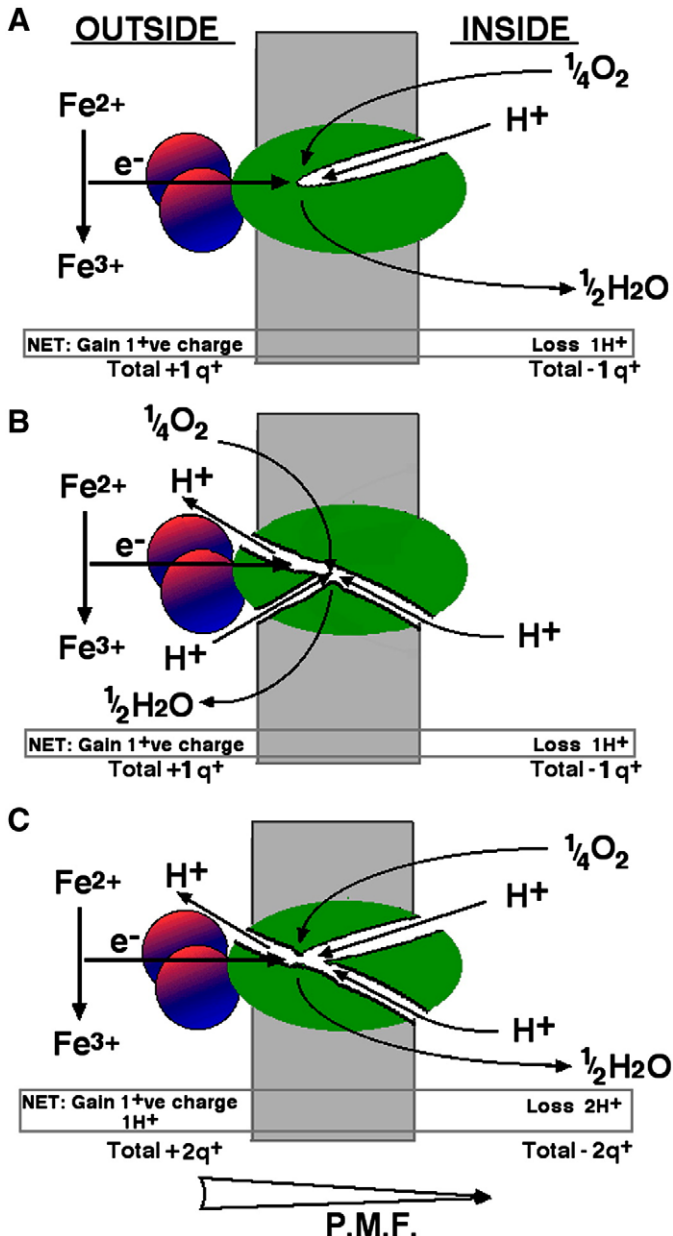 A
OUTSIDE INSIDE
¼O2
Fe2+
H+
e-
Fe3+
½H2O
NET: Gain 1+ve charge Loss 1H+
Total +1 q+ Total -1 q+
B
¼O2
H+
Fe2+
e-
Fe3+
H+ H+
½H2O
NET: Gain 1+ve charge Loss 1H+
Total +1 q+ Total -1 q+
C
¼O2
Fe2+ H+ H+
e-
Fe3+ H+
½H2O
NET: Gain 1+ve charge Loss 2H+
1H+
Total +2q+ Total -2q+
P.M.F.